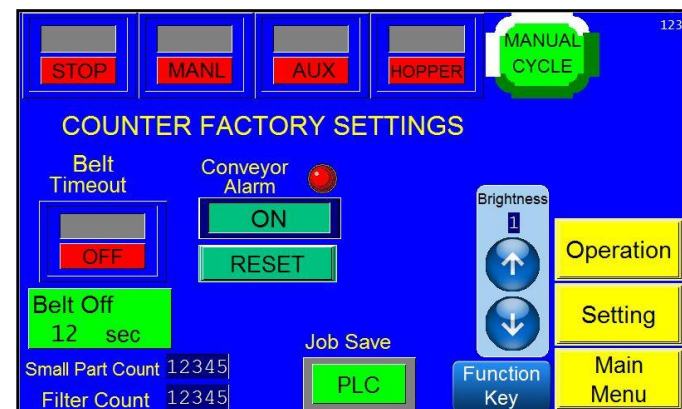 123
STOP MANL AUX HOPPER MANUAL
CYCLE
COUNTER FACTORY SETTINGS
Belt
Timeout
OFF
Conveyor
Alarm
ON
RESET
Brightness
1
Operation
Belt Off
12 sec
Setting
Small Part Count 12345
Filter Count 12345
Job Save
PLC
Function
Key
Main
Menu